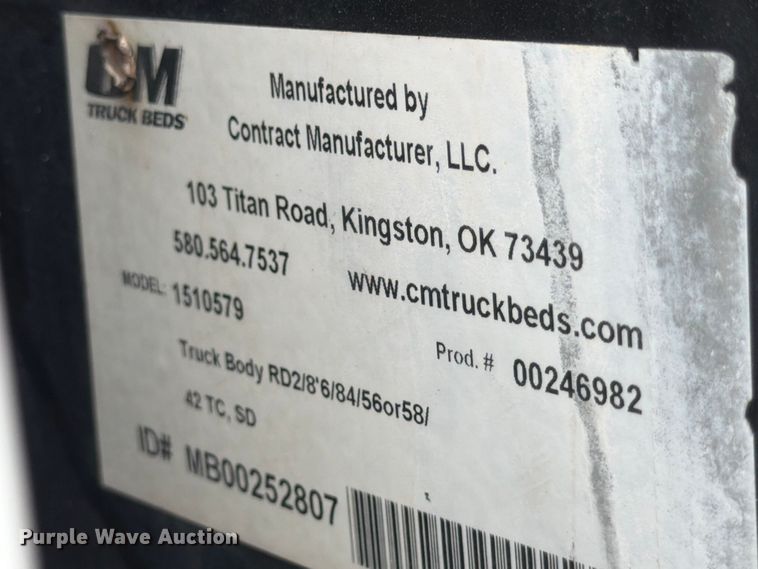 CM
TRUCK BEDS
Manufactured by
Contract Manufacturer, LLC.
103 Titan Road, Kingston, OK 73439
580.564.7537
www.cmtruckbeds.com
MODEL: 1510579
Prod. # 00246982
Truck Body RD2/8'6/84/56or58/
42 TC, SD
ID# MB00252807
Purple Wave Auction